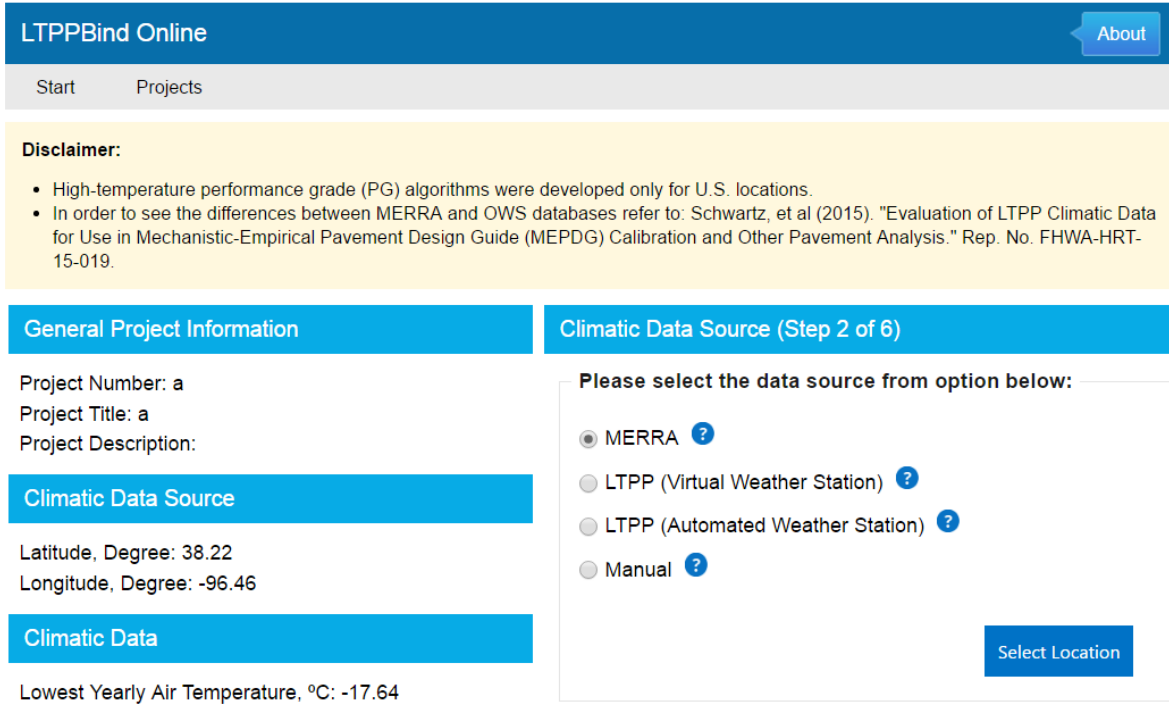 LTPPBind Online
About
Start Projects
Disclaimer:
• High-temperature performance grade (PG) algorithms were developed only for U.S. locations.
• In order to see the differences between MERRA and OWS databases refer to: Schwartz, et al (2015). "Evaluation of LTPP Climatic Data
for Use in Mechanistic-Empirical Pavement Design Guide (MEPDG) Calibration and Other Pavement Analysis." Rep. No. FHWA-HRT-
15-019.
General Project Information
Project Number: a
Project Title: a
Project Description:
Climatic Data Source
Latitude, Degree: 38.22
Longitude, Degree: -96.46
Climatic Data
Lowest Yearly Air Temperature, ºC: -17.64
Climatic Data Source (Step 2 of 6)
Please select the data source from option below:
MERRA ?
LTPP (Virtual Weather Station) ?
LTPP (Automated Weather Station) ?
Manual ?
Select Location